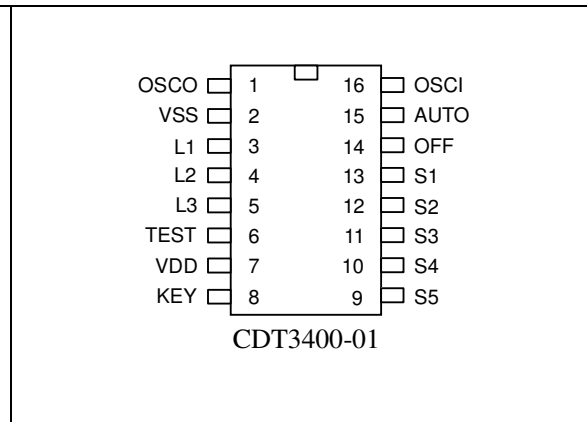 OSCO 1 16 OSCI
VSS 2 15 AUTO
L1 3 14 OFF
L2 4 13 S1
L3 5 12 S2
TEST 6 11 S3
VDD 7 10 S4
KEY 8 9 S5
CDT3400-01